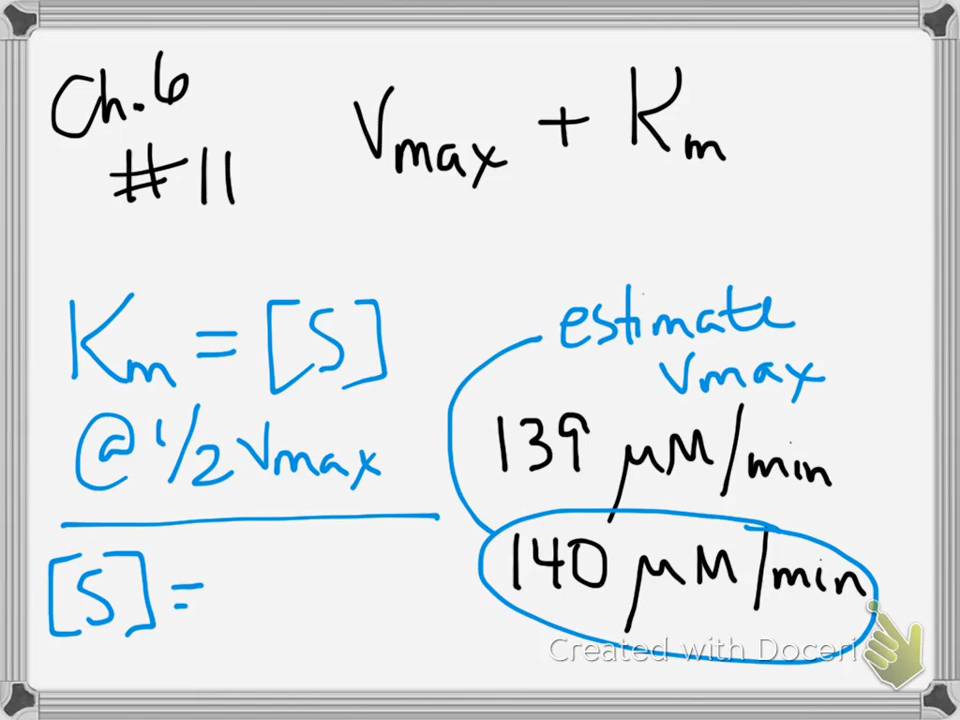 Ch. 6
#11
Vmax + Km
Km = [S]
@ 1/2 Vmax
[S] =
estimate
Vmax
139 μM/min
140 μM/min
Created with Doceri